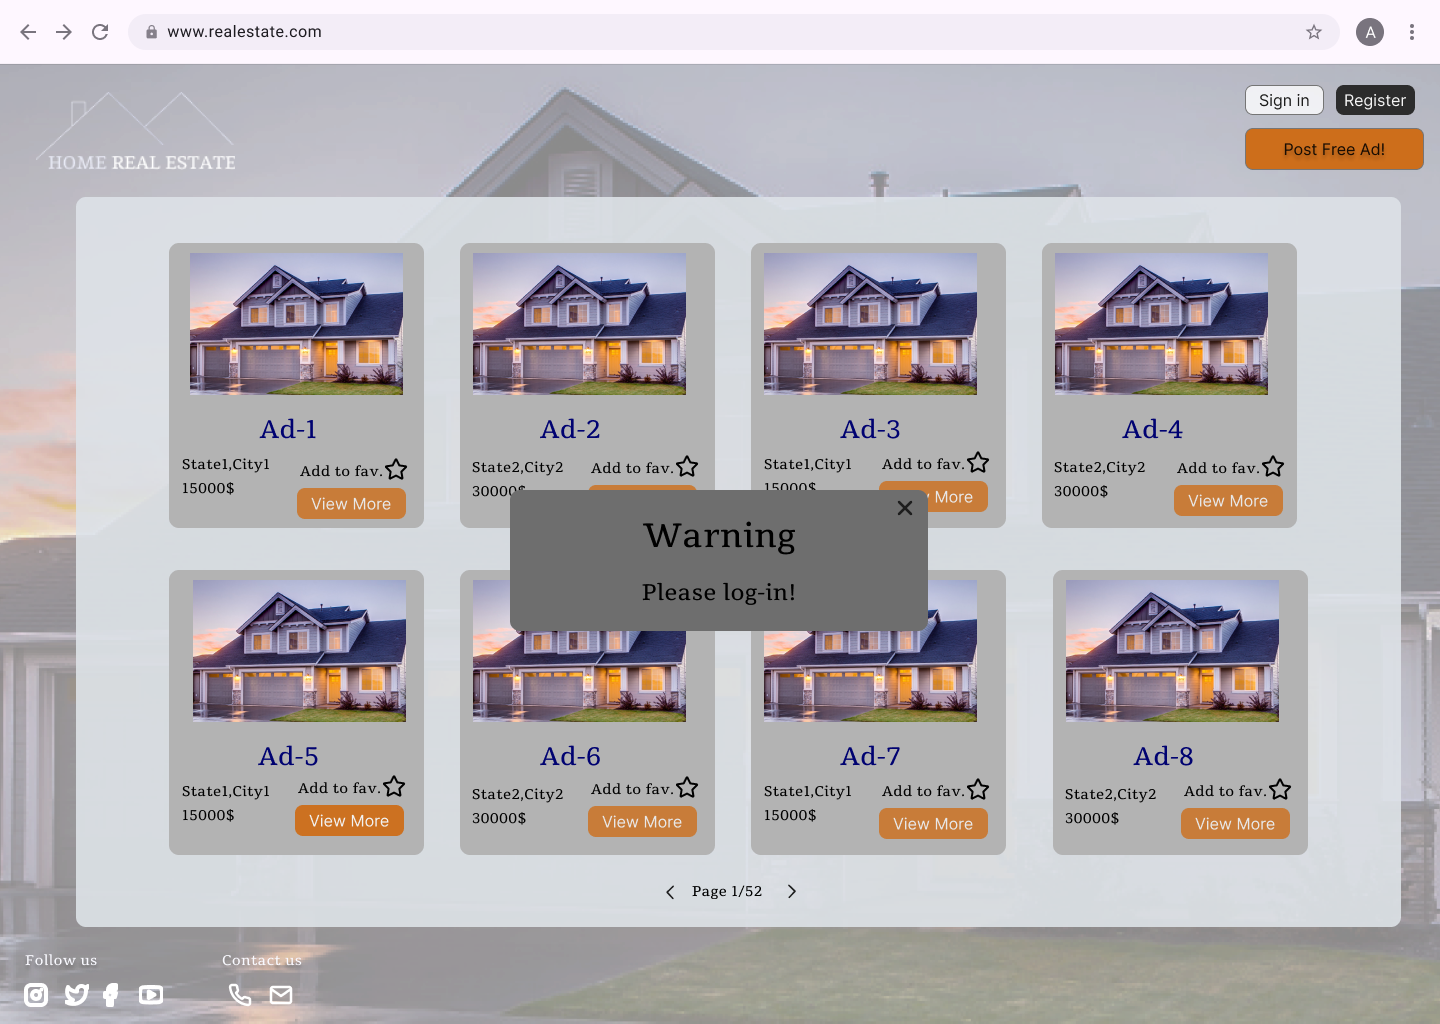 www.realestate.com
A
Sign in
Register
HOME REAL ESTATE
Post Free Ad!
Ad-1
State1,City1
Add to fav.
15000$
View More
Ad-2
State2,City2
Add to fav.
30000$
Ad-3
State1,City1
Add to fav.
15000$
More
Ad-4
State2,City2
Add to fav.
30000$
View More
Warning
Please log-in!
Ad-5
State1,City1
Add to fav.
15000$
View More
Ad-6
State2,City2
Add to fav.
30000$
View More
Ad-7
State1,City1
Add to fav.
15000$
View More
Ad-8
State2,City2
Add to fav.
30000$
View More
Page 1/52
Follow us
Contact us